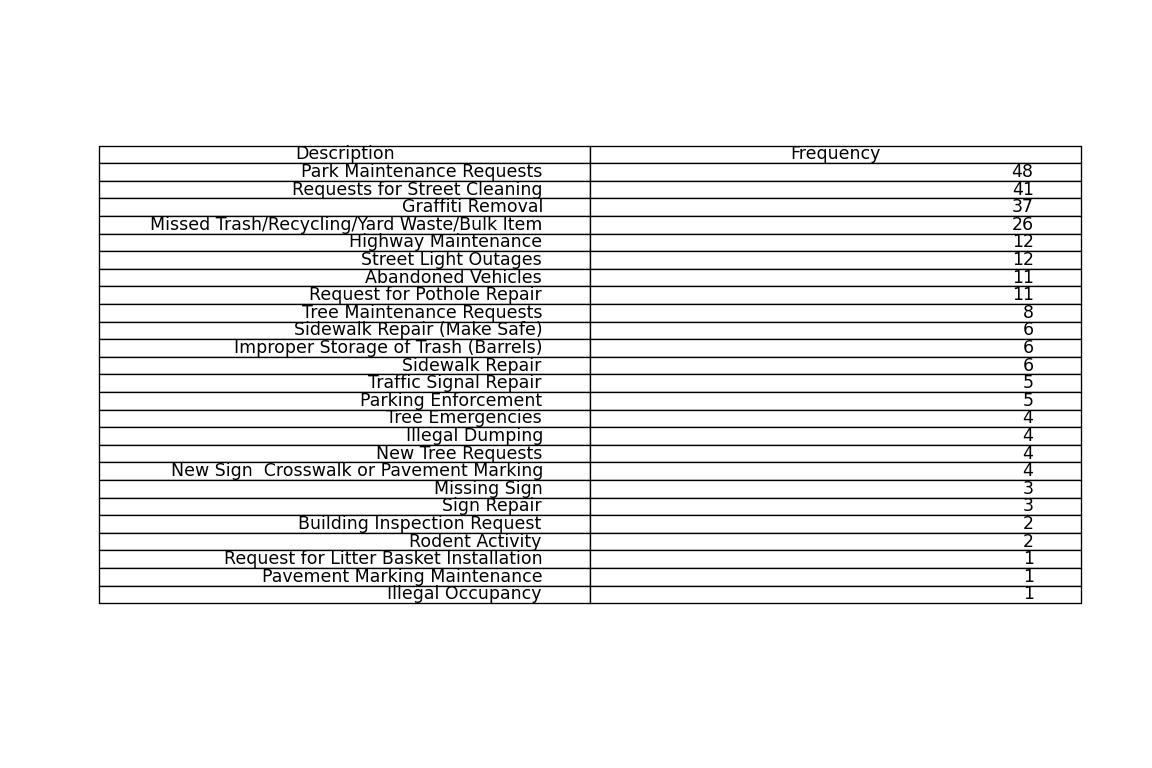 Description Frequency
Park Maintenance Requests 48
Requests for Street Cleaning 41
Graffiti Removal 37
Missed Trash/Recycling/Yard Waste/Bulk Item 26
Highway Maintenance 12
Street Light Outages 12
Abandoned Vehicles 11
Request for Pothole Repair 11
Tree Maintenance Requests 8
Sidewalk Repair (Make Safe) 6
Improper Storage of Trash (Barrels) 6
Sidewalk Repair 6
Traffic Signal Repair 5
Parking Enforcement 5
Tree Emergencies 4
Illegal Dumping 4
New Tree Requests 4
New Sign  Crosswalk or Pavement Marking 4
Missing Sign 3
Sign Repair 3
Building Inspection Request 2
Rodent Activity 2
Request for Litter Basket Installation 1
Pavement Marking Maintenance 1
Illegal Occupancy 1